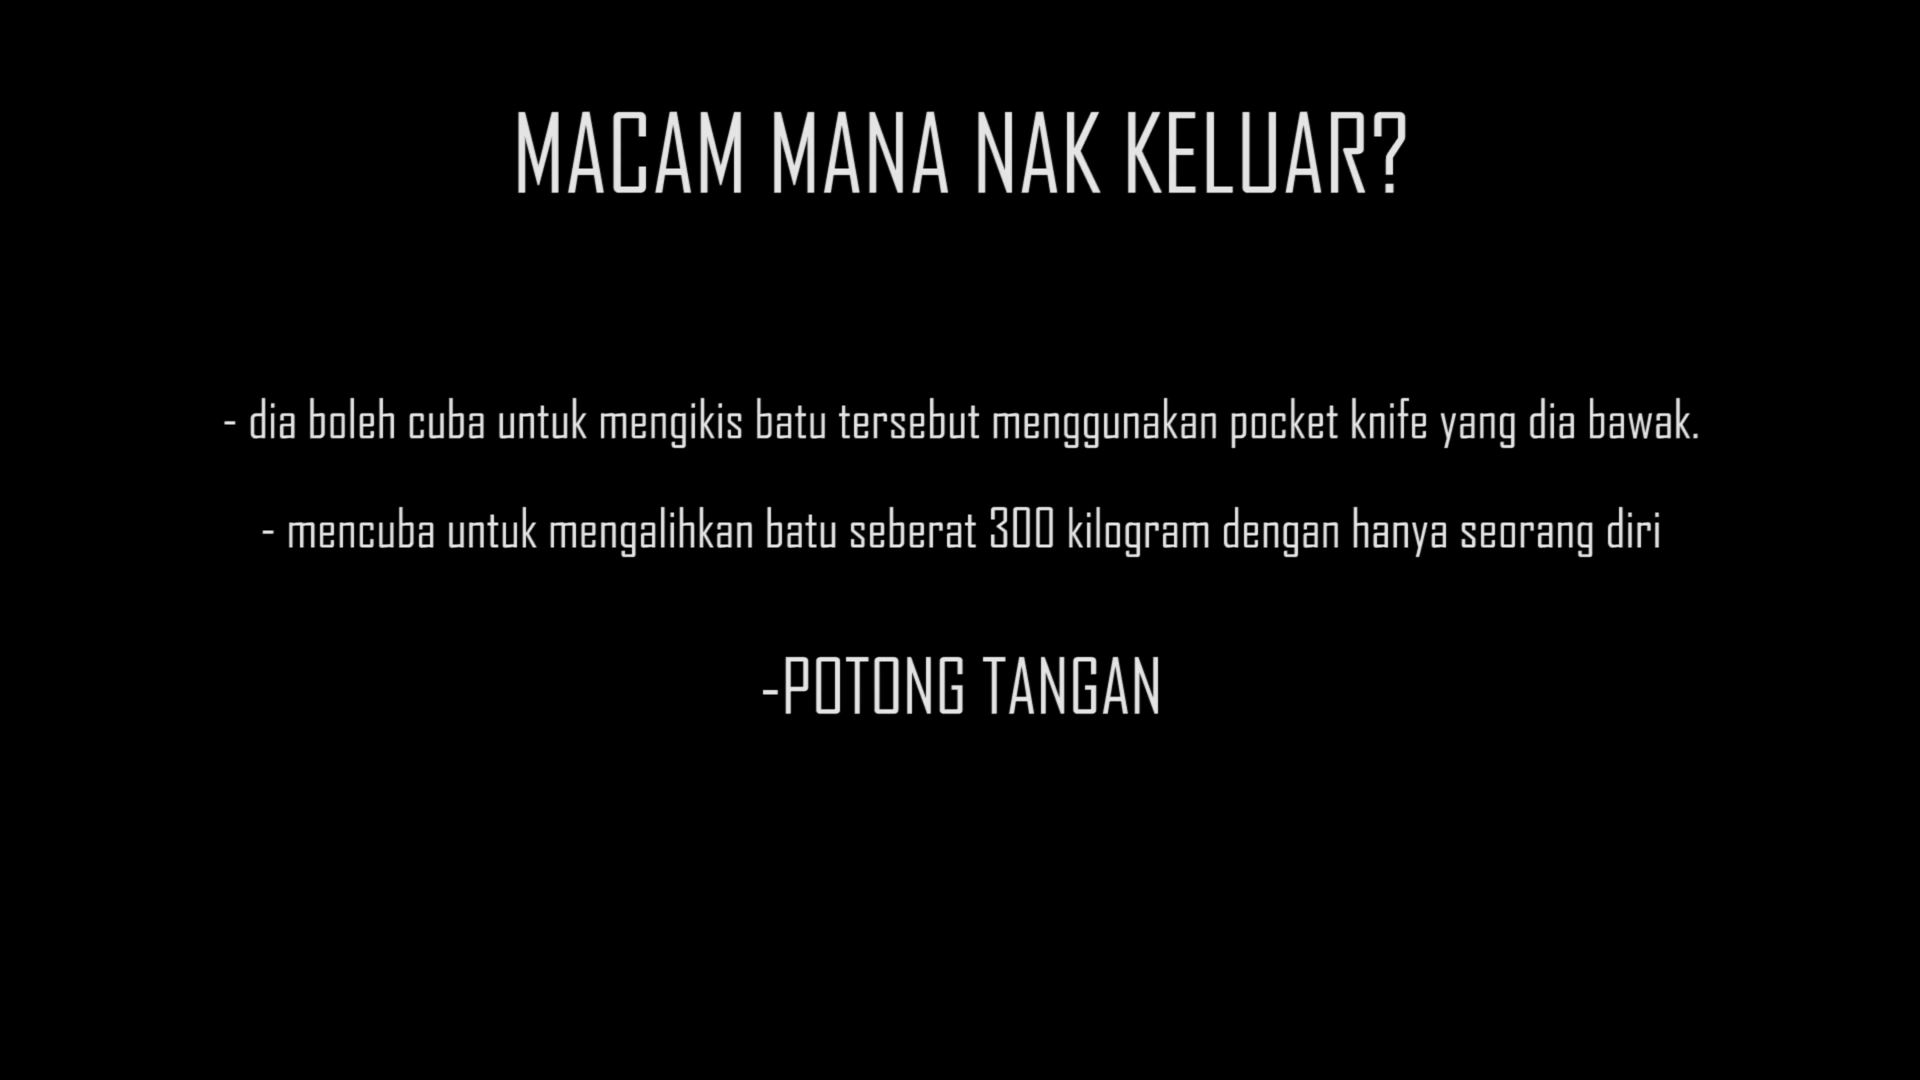 MACAM MANA NAK KELUAR?
- dia boleh cuba untuk mengikis batu tersebut menggunakan pocket knife yang dia bawak.
- mencuba untuk mengalihkan batu seberat 300 kilogram dengan hanya seorang diri
-POTONG TANGAN